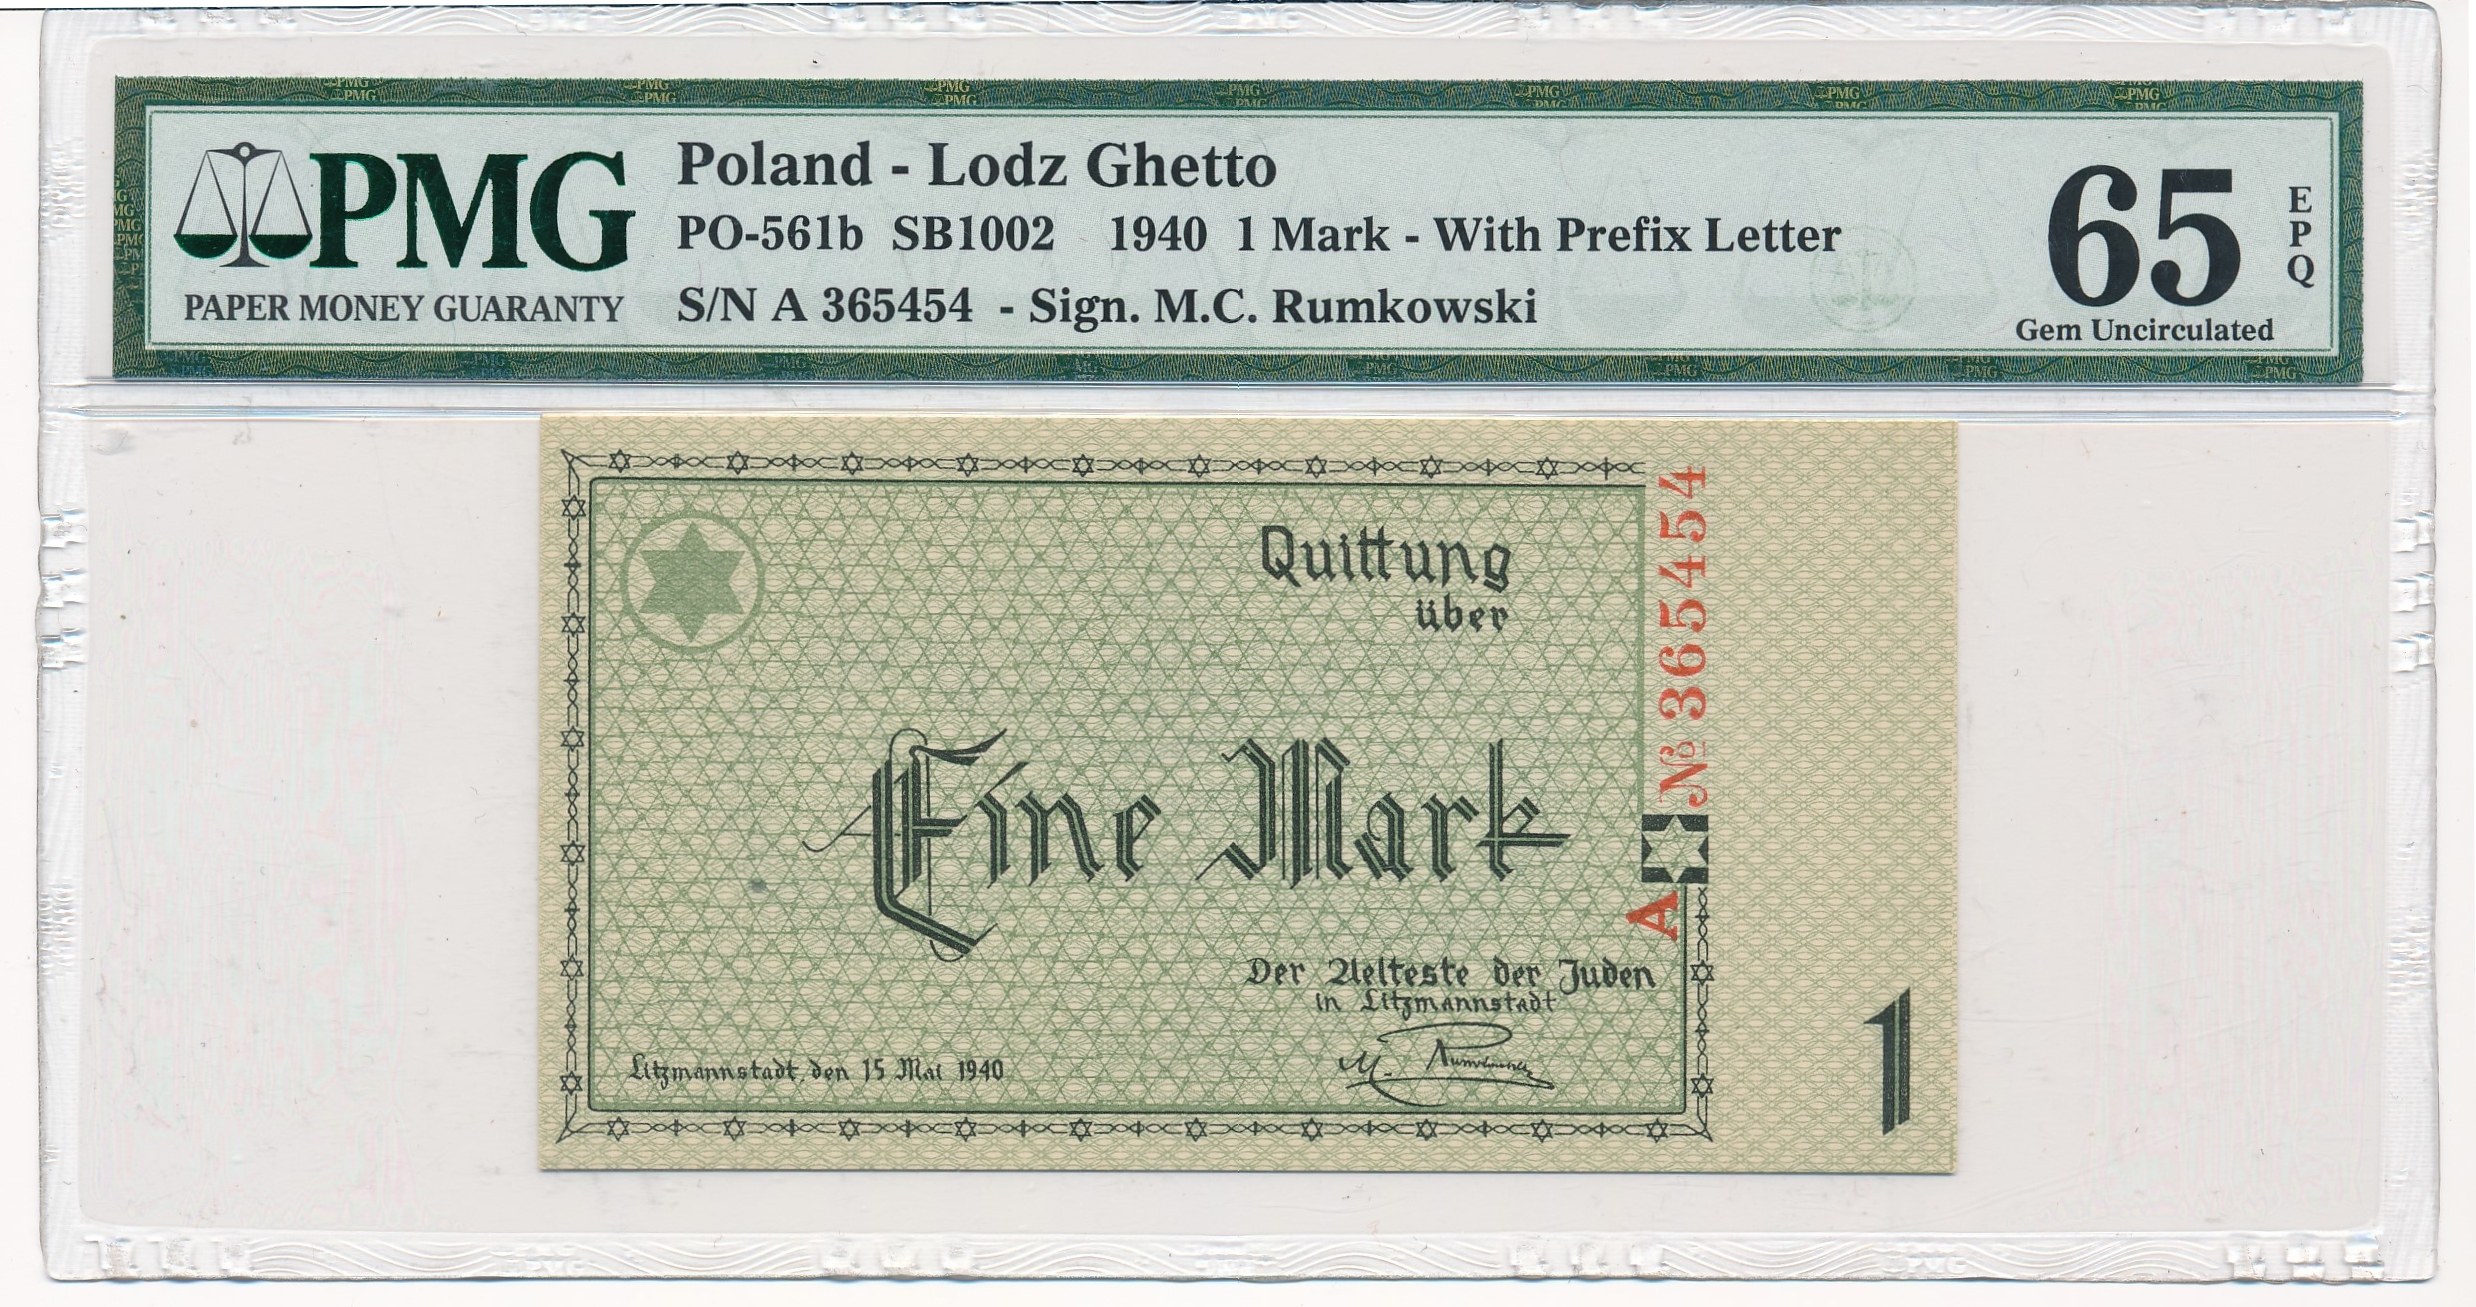 PMG
PAPER MONEY GUARANTY
Poland - Lodz Ghetto
PO-561b SB1002 1940 1 Mark - With Prefix Letter
S/N A 365454 - Sign. M.C. Rumkowski
65
EPQ
Gem Uncirculated
Quittung
über
Eine Mark
A № 365454
Der Aelteste der Juden
in Litzmannstadt
M. Rumkowski
Litzmannstadt, den 15 Mai 1940
1